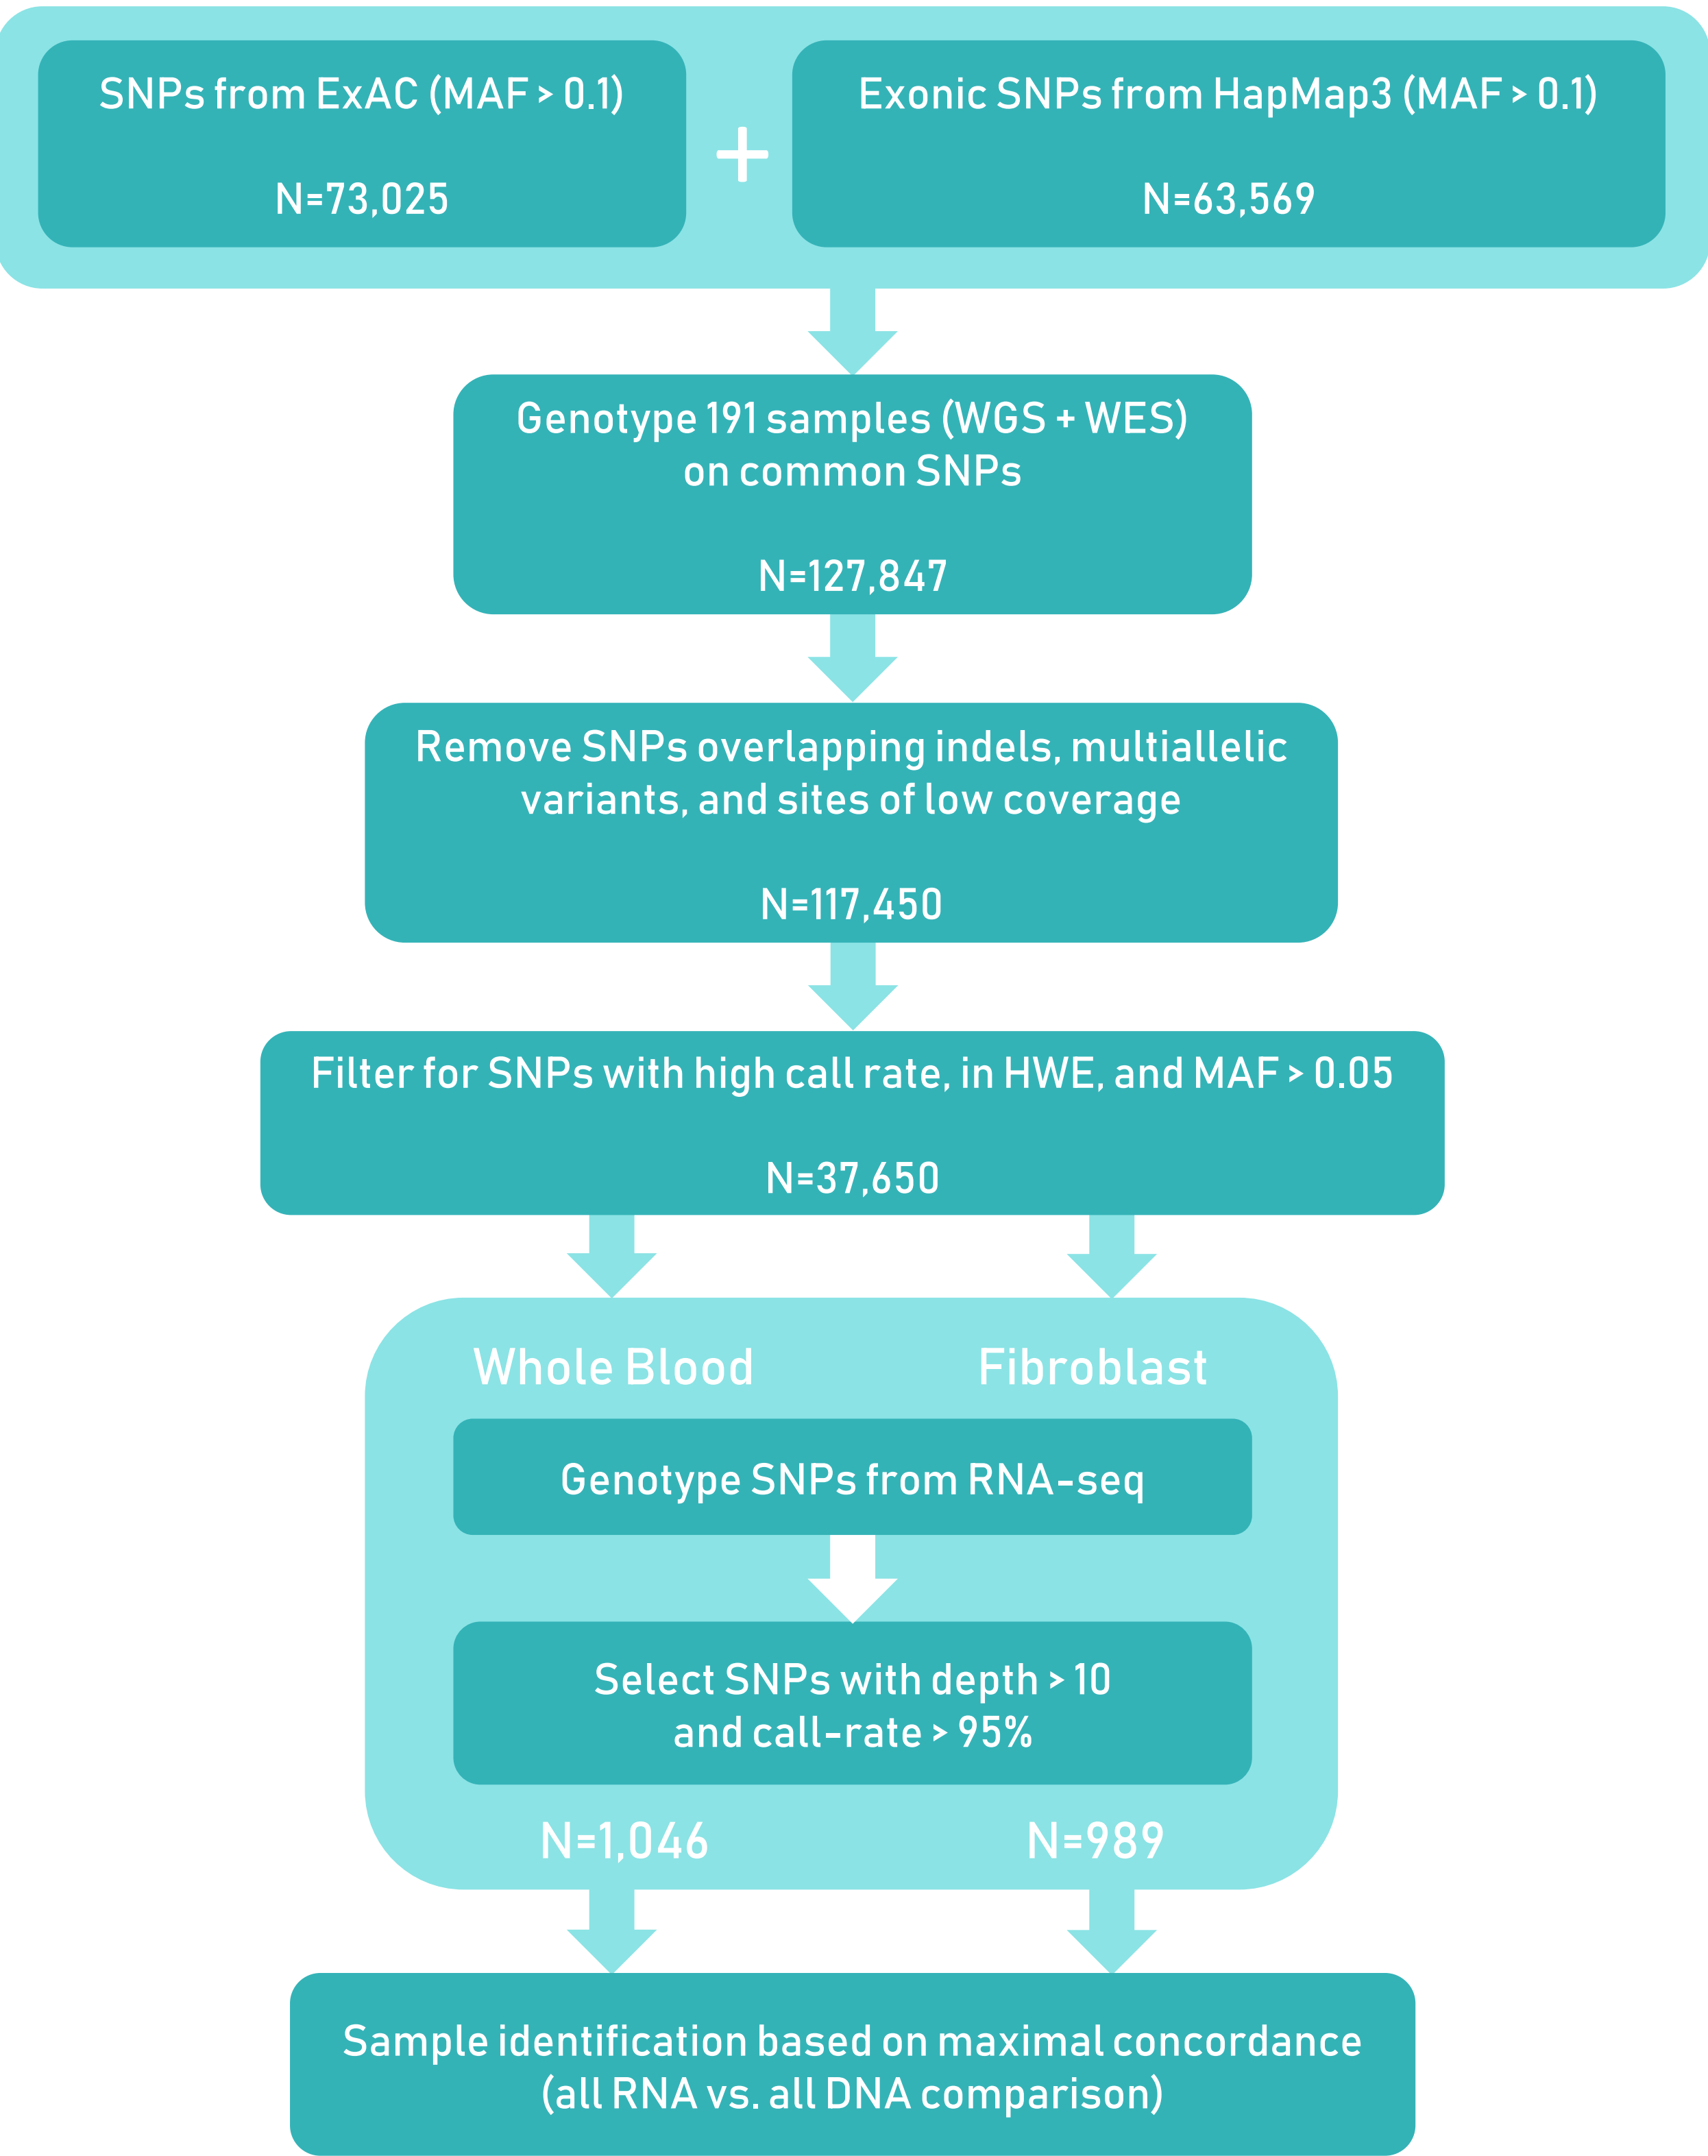 SNPs from ExAC (MAF > 0.1)
N=73,025
+
Exonic SNPs from HapMap3 (MAF > 0.1)
N=63,569
Genotype 191 samples (WGS + WES)
on common SNPs
N=127,847
Remove SNPs overlapping indels, multiallelic
variants, and sites of low coverage
N=117,450
Filter for SNPs with high call rate, in HWE, and MAF > 0.05
N=37,650
Whole Blood
Fibroblast
Genotype SNPs from RNA-seq
Select SNPs with depth > 10
and call-rate > 95%
N=1,046
N=989
Sample identification based on maximal concordance
(all RNA vs. all DNA comparison)